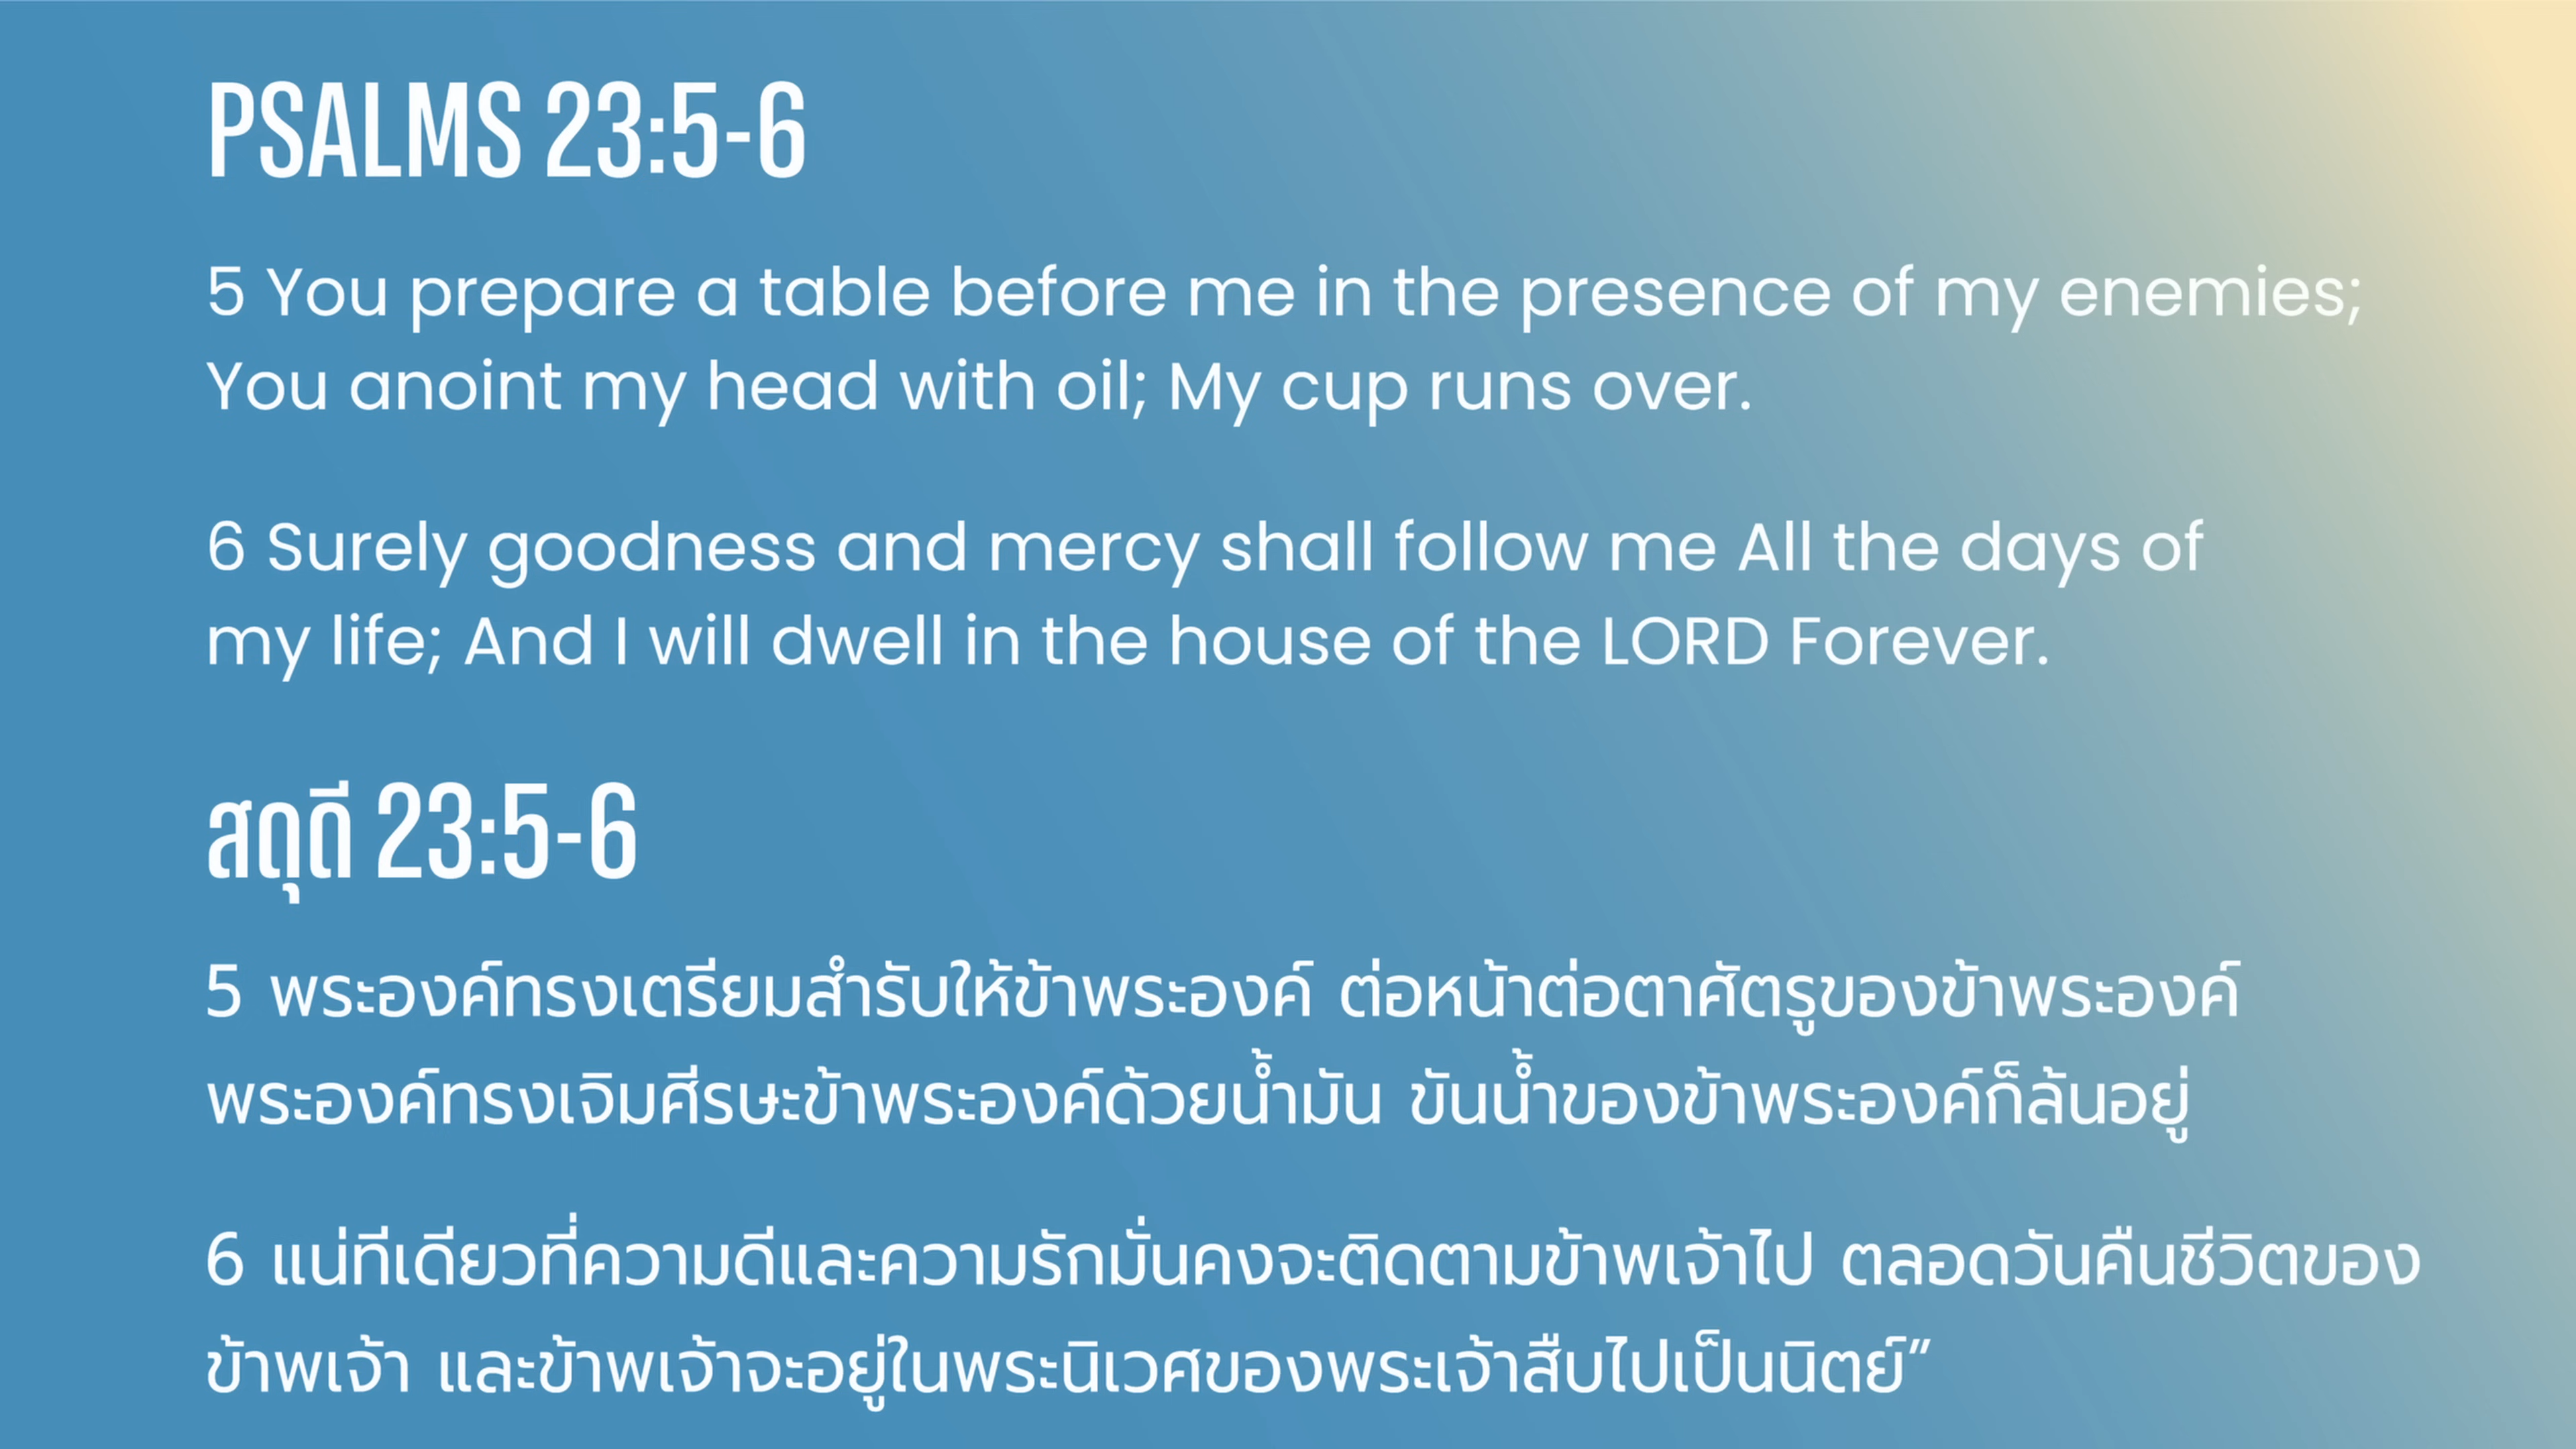 PSALMS 23:5-6
5 You prepare a table before me in the presence of my enemies;
You anoint my head with oil; My cup runs over.
6 Surely goodness and mercy shall follow me All the days of
my life; And I will dwell in the house of the LORD Forever.
สดุดี 23:5-6
5 พระองค์ทรงเตรียมสำรับให้ข้าพระองค์ ต่อหน้าต่อตาศัตรูของข้าพระองค์
พระองค์ทรงเจิมศีรษะข้าพระองค์ด้วยน้ำมัน ขันน้ำของข้าพระองค์ก็ล้นอยู่
6 แน่ทีเดียวที่ความดีและความรักมั่นคงจะติดตามข้าพเจ้าไป ตลอดวันคืนชีวิตของ
ข้าพเจ้า และข้าพเจ้าจะอยู่ในพระนิเวศของพระเจ้าสืบไปเป็นนิตย์”